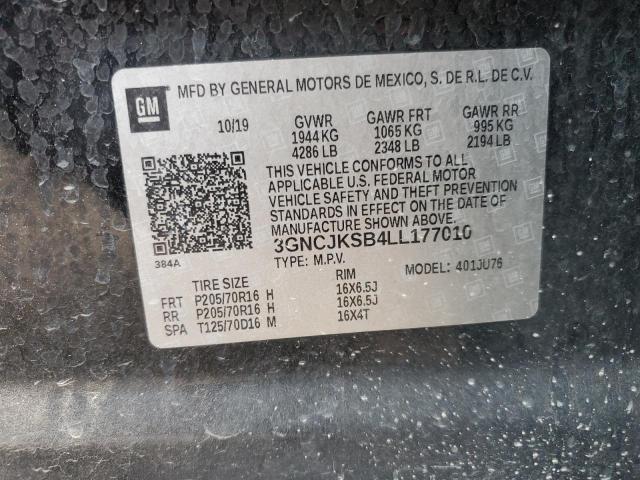 GM
MFD BY GENERAL MOTORS DE MEXICO, S. DE R.L. DE C.V.
10/19 GVWR GAWR FRT GAWR RR
1944 KG 1065 KG 995 KG
4286 LB 2348 LB 2194 LB
THIS VEHICLE CONFORMS TO ALL
APPLICABLE U.S. FEDERAL MOTOR
VEHICLE SAFETY AND THEFT PREVENTION
STANDARDS IN EFFECT ON THE DATE OF
MANUFACTURE SHOWN ABOVE.
3GNCJKSB4LL177010
384A
TYPE: M.P.V. MODEL: 401JU76
TIRE SIZE RIM
FRT P205/70R16 H 16X6.5J
RR P205/70R16 H 16X6.5J
SPA T125/70D16 M 16X4T